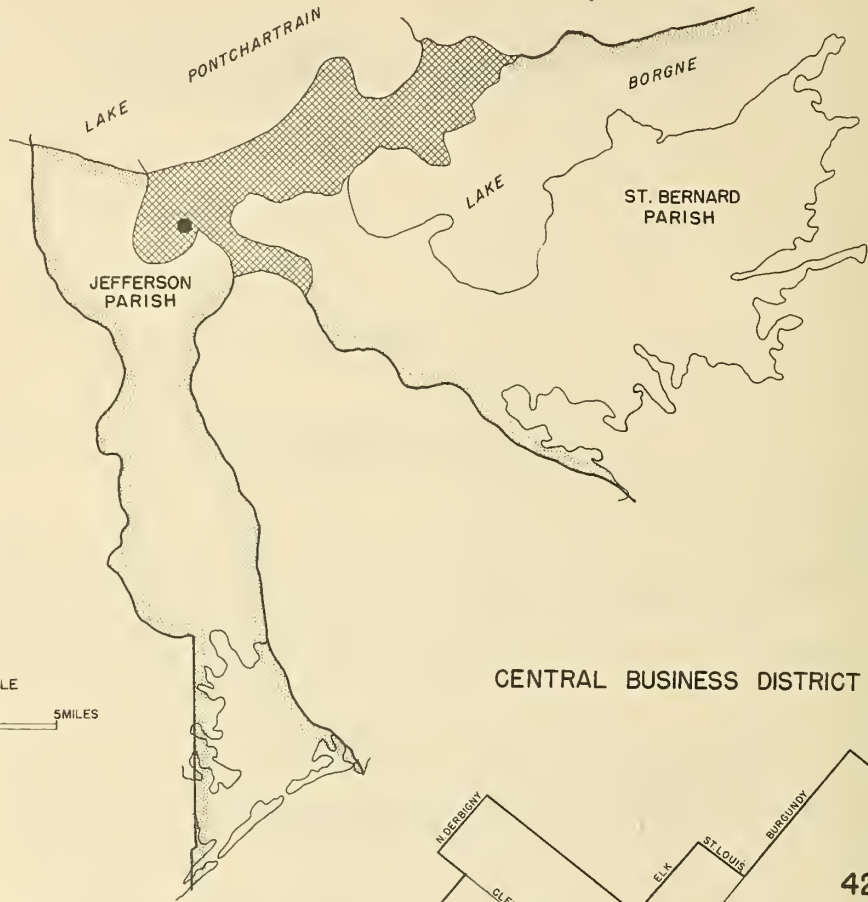 LAKE PONTCHARTRAIN
BORGNE
LAKE
ST. BERNARD
PARISH
JEFFERSON
PARISH
5MILES
CENTRAL BUSINESS DISTRICT
N. DERBIGNY
ELK
ST. LOUIS
BURGUNDY
42